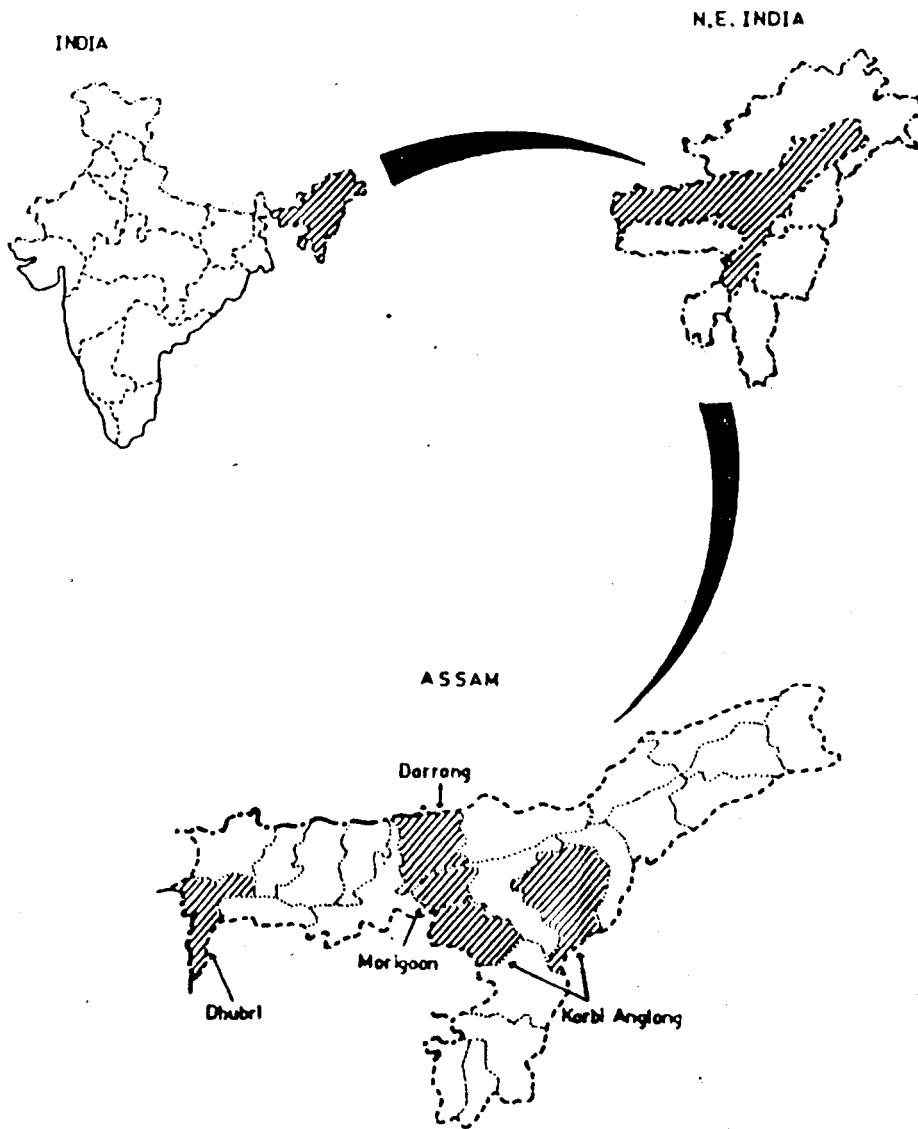 INDIA
N.E. INDIA
ASSAM
Darrang
Morigaon
Dhubri
Karbi Anglong